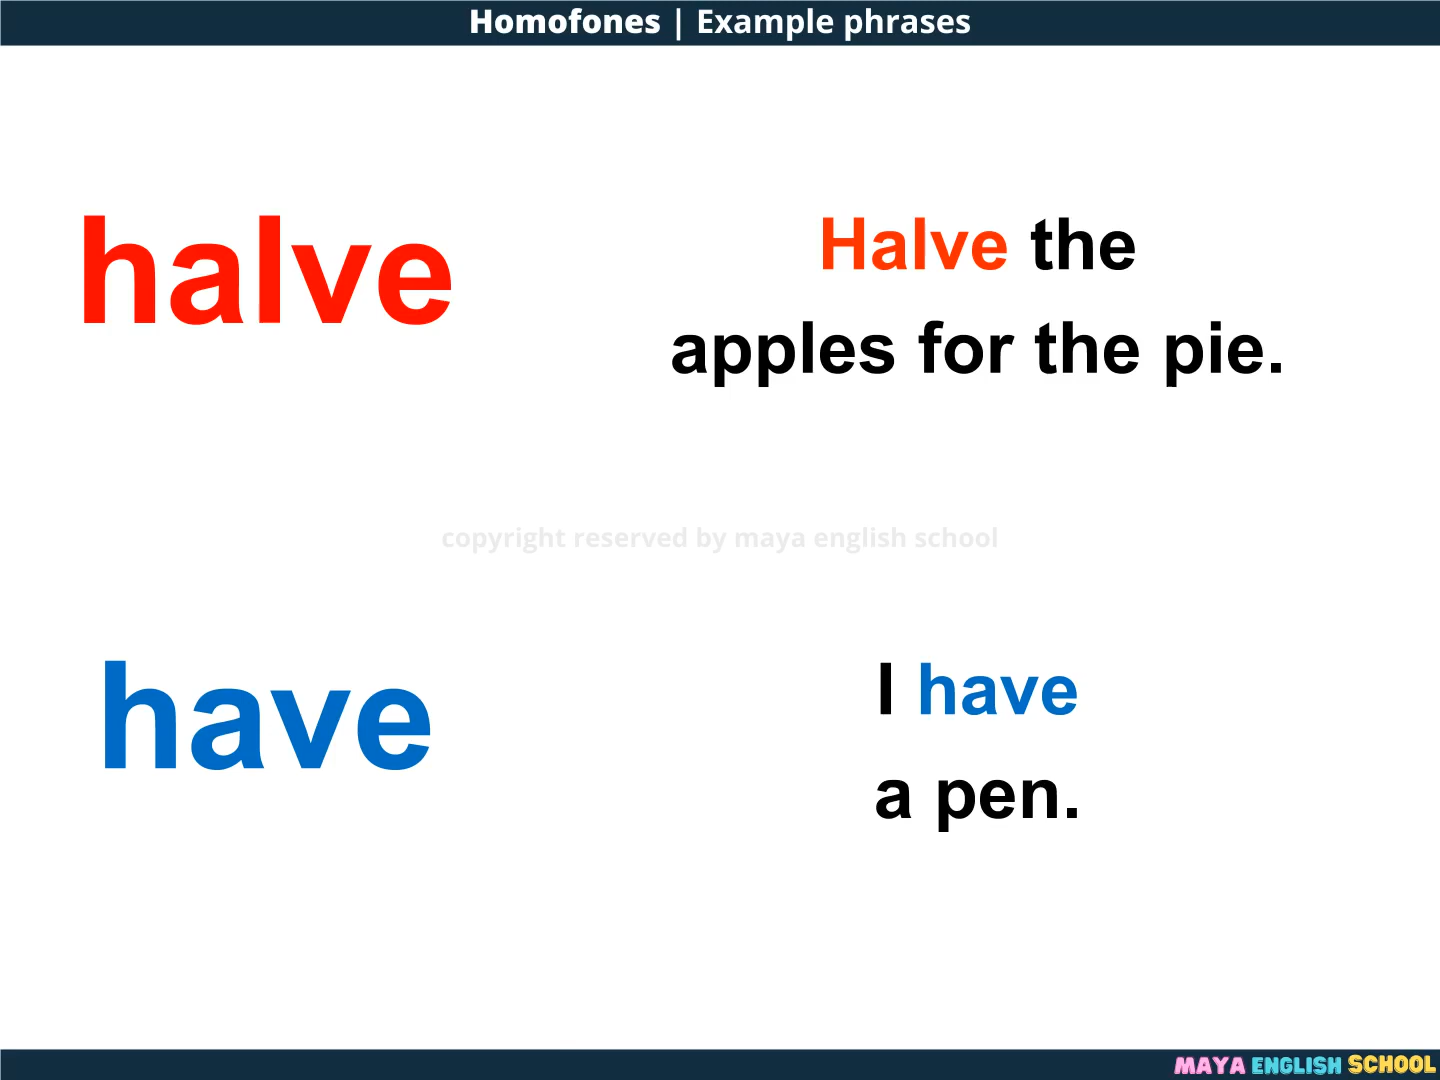 Homofones | Example phrases
halve
Halve the
apples for the pie.
copyright reserved by maya english school
have
I have
a pen.
MAYA ENGLISH SCHOOL